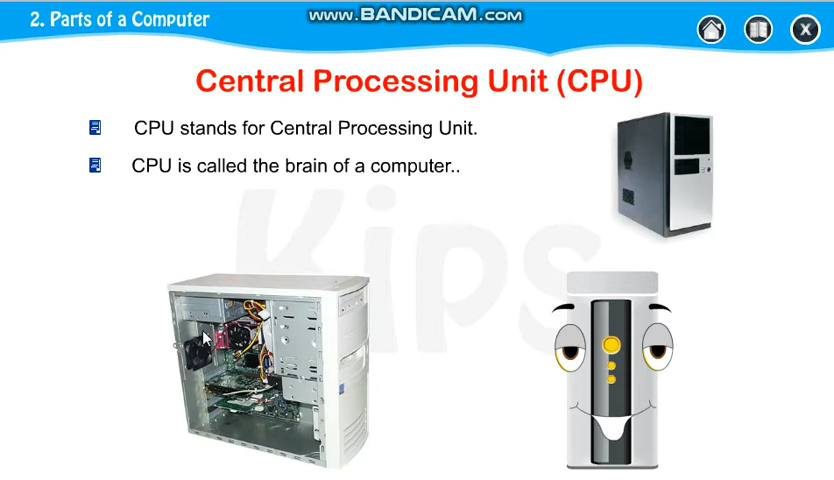 2. Parts of a Computer
WWW.BANDICAM.COM
X
Central Processing Unit (CPU)
CPU stands for Central Processing Unit.
CPU is called the brain of a computer..
Kips